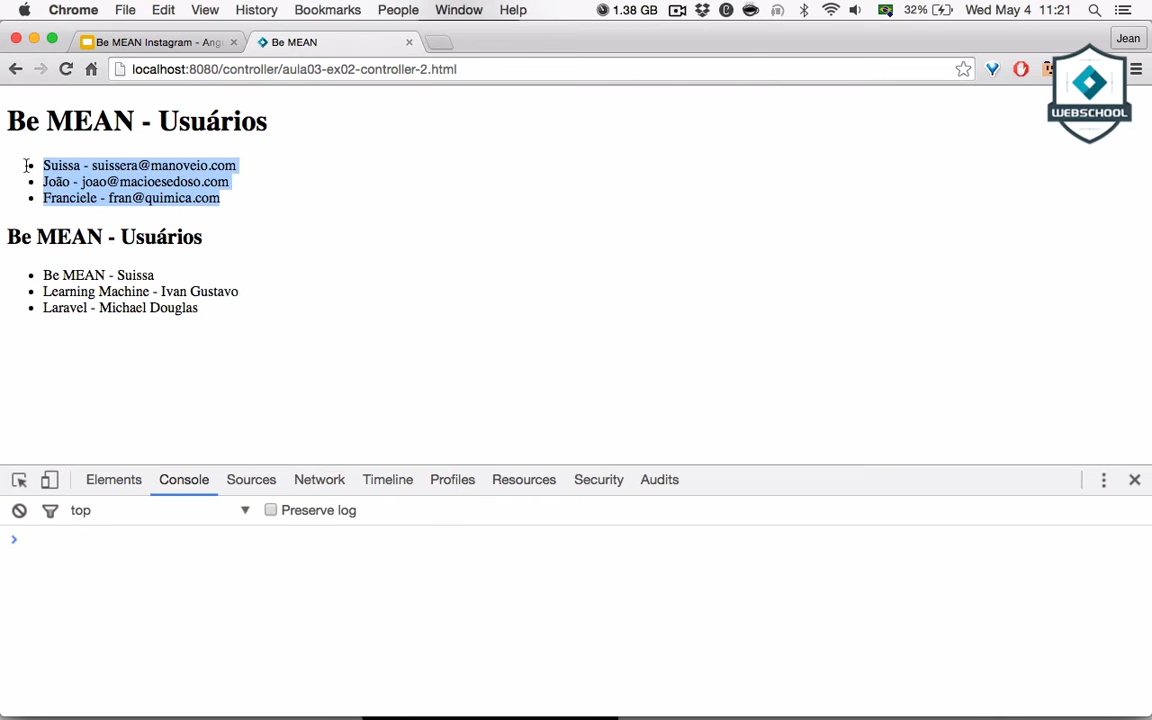 Chrome File Edit View History Bookmarks People Window Help 1.38 GB 32% Wed May 4 11:21
Be MEAN Instagram - Ang Be MEAN Jean
localhost:8080/controller/aula03-ex02-controller-2.html
WEBSCHOOL
Be MEAN - Usuários
Suissa - suissera@manoveio.com
João - joao@macioesedoso.com
Franciele - fran@quimica.com
Be MEAN - Usuários
Be MEAN - Suissa
Learning Machine - Ivan Gustavo
Laravel - Michael Douglas
Elements Console Sources Network Timeline Profiles Resources Security Audits
top Preserve log